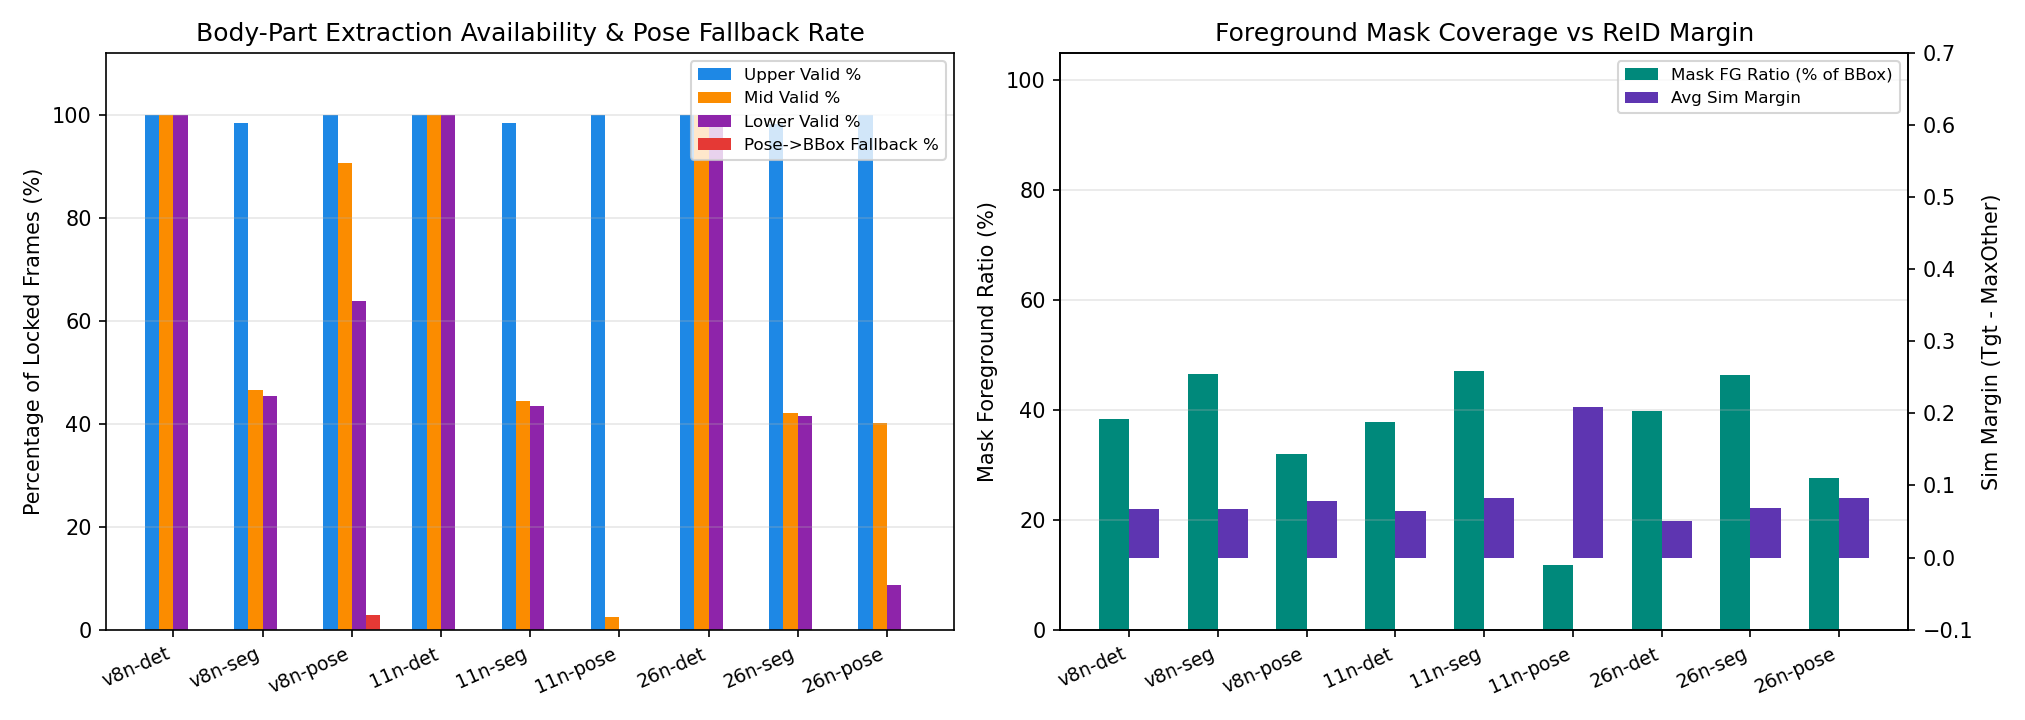 Body-Part Extraction Availability & Pose Fallback Rate
Percentage of Locked Frames (%)
100
80
60
40
20
0
Upper Valid %
Mid Valid %
Lower Valid %
Pose->BBox Fallback %
v8n-det
v8n-seg
v8n-pose
11n-det
11n-seg
11n-pose
26n-det
26n-seg
26n-pose
Foreground Mask Coverage vs ReID Margin
Mask Foreground Ratio (%)
100
80
60
40
20
0
Mask FG Ratio (% of BBox)
Avg Sim Margin
0.7
0.6
0.5
0.4
0.3
0.2
0.1
0.0
−0.1
Sim Margin (Tgt - MaxOther)
v8n-det
v8n-seg
v8n-pose
11n-det
11n-seg
11n-pose
26n-det
26n-seg
26n-pose